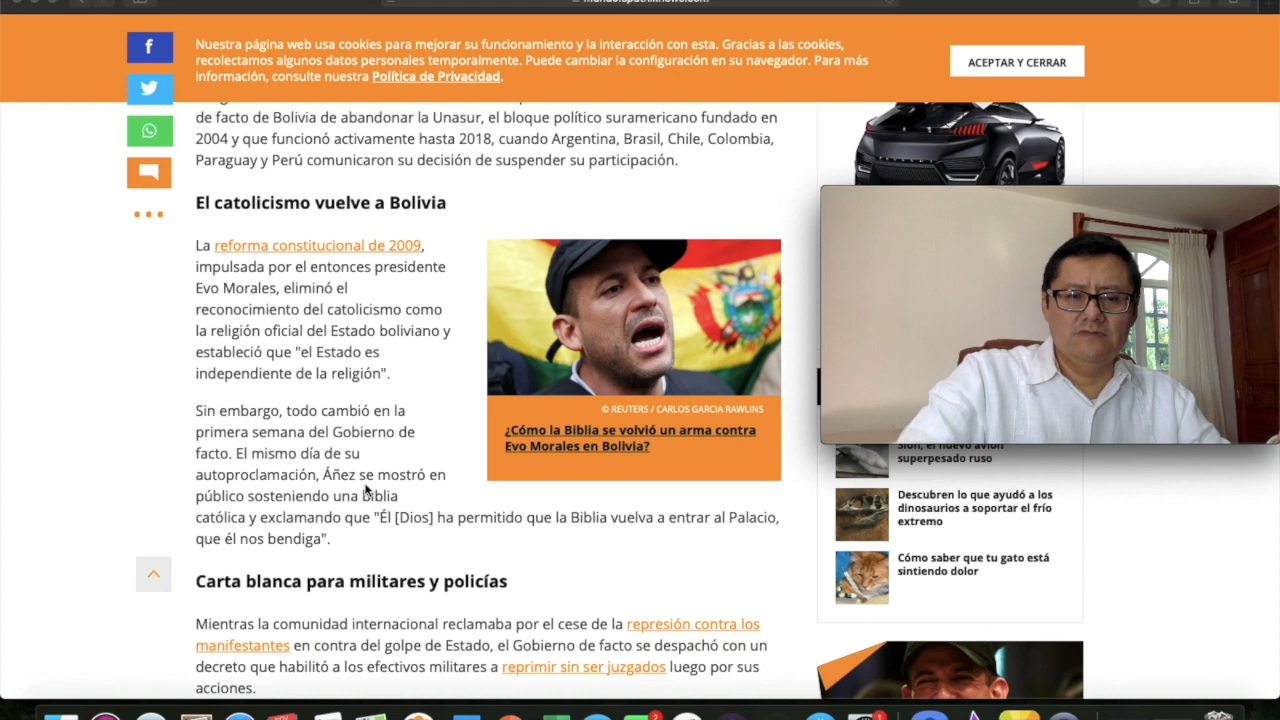 Nuestra página web usa cookies para mejorar su funcionamiento y la interacción con esta. Gracias a las cookies,
recolectamos algunos datos personales temporalmente. Puede cambiar la configuración en su navegador. Para más
información, consulte nuestra Política de Privacidad.
ACEPTAR Y CERRAR
de facto de Bolivia de abandonar la Unasur, el bloque político suramericano fundado en
2004 y que funcionó activamente hasta 2018, cuando Argentina, Brasil, Chile, Colombia,
Paraguay y Perú comunicaron su decisión de suspender su participación.
El catolicismo vuelve a Bolivia
La reforma constitucional de 2009,
impulsada por el entonces presidente
Evo Morales, eliminó el
reconocimiento del catolicismo como
la religión oficial del Estado boliviano y
estableció que "el Estado es
independiente de la religión".
© REUTERS / CARLOS GARCIA RAWLINS
¿Cómo la Biblia se volvió un arma contra
Evo Morales en Bolivia?
Sin embargo, todo cambió en la
primera semana del Gobierno de
facto. El mismo día de su
autoproclamación, Áñez se mostró en
público sosteniendo una Biblia
católica y exclamando que "Él [Dios] ha permitido que la Biblia vuelva a entrar al Palacio,
que él nos bendiga".
Carta blanca para militares y policías
Mientras la comunidad internacional reclamaba por el cese de la represión contra los
manifestantes en contra del golpe de Estado, el Gobierno de facto se despachó con un
decreto que habilitó a los efectivos militares a reprimir sin ser juzgados luego por sus
acciones.
Slon, el nuevo avión
superpesado ruso
Descubren lo que ayudó a los
dinosaurios a soportar el frío
extremo
Cómo saber que tu gato está
sintiendo dolor